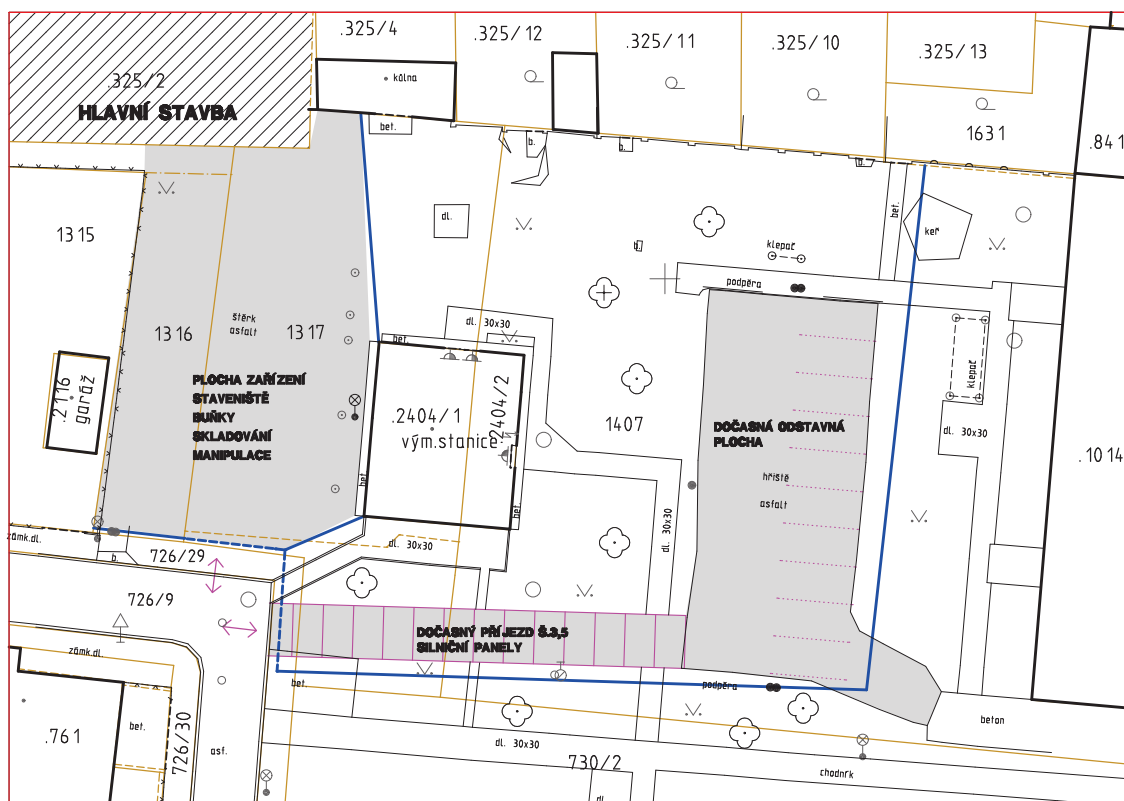 .325/4
.325/12
.325/11
.325/10
.325/13
.325/2
HLAVNÍ STAVBA
kôlna
bet.
b.
b.
1631
.841
1315
dl.
bet.
keř
b.
klepač
podpěra
štěrk
asfalt
1316
1317
dl. 30x30
bet.
.2116
garáž
PLOCHA ZAŘÍZENÍ
STAVENIŠTĚ
BUŇKY
SKLADOVÁNÍ
MANIPULACE
.2404/1
vým.stanice
.2404/2
1407
DOČASNÁ ODSTAVNÁ
PLOCHA
klepač
dl. 30x30
.1014
hřiště
asfalt
bet.
bet.
dl. 30x30
zámk.dl.
b.
726/29
dl. 30x30
726/9
DOČASNÝ PŘÍJEZD Š.3,5
SILNIČNÍ PANELY
zámk.dl.
bet.
podpěra
bet.
beton
.761
726/30
asf.
dl. 30x30
730/2
chodník
dl.